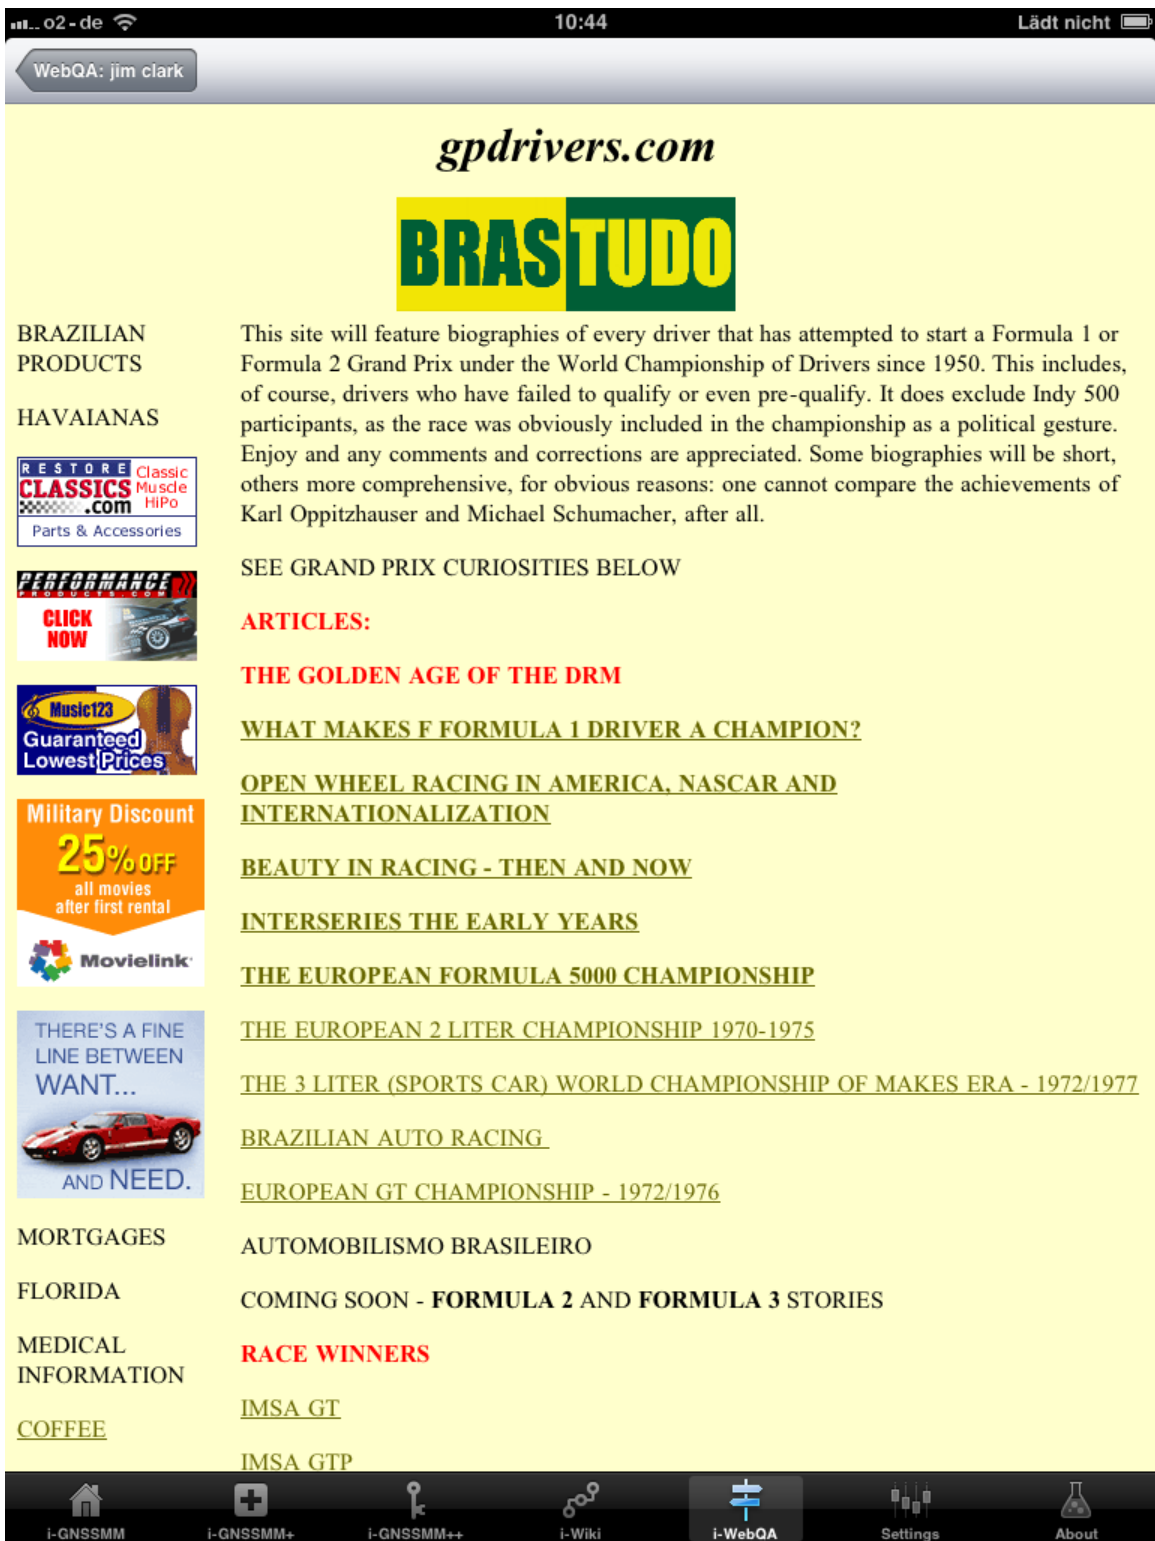 o2-de
10:44
Lädt nicht
WebQA: jim clark
gpdrivers.com
BRASTUDO
BRAZILIAN
PRODUCTS
HAVAIANAS
RESTORE
CLASSICS
.COM
Classic
Muscle
HiPo
Parts & Accessories
PERFORMANCE
PRODUCTS.COM
CLICK
NOW
Music123
Guaranteed
Lowest Prices
Military Discount
25% OFF
all movies
after first rental
Movielink
THERE'S A FINE
LINE BETWEEN
WANT...
AND NEED.
MORTGAGES
FLORIDA
MEDICAL
INFORMATION
COFFEE
This site will feature biographies of every driver that has attempted to start a Formula 1 or
Formula 2 Grand Prix under the World Championship of Drivers since 1950. This includes,
of course, drivers who have failed to qualify or even pre-qualify. It does exclude Indy 500
participants, as the race was obviously included in the championship as a political gesture.
Enjoy and any comments and corrections are appreciated. Some biographies will be short,
others more comprehensive, for obvious reasons: one cannot compare the achievements of
Karl Oppitzhauser and Michael Schumacher, after all.
SEE GRAND PRIX CURIOSITIES BELOW
ARTICLES:
THE GOLDEN AGE OF THE DRM
WHAT MAKES F FORMULA 1 DRIVER A CHAMPION?
OPEN WHEEL RACING IN AMERICA, NASCAR AND
INTERNATIONALIZATION
BEAUTY IN RACING - THEN AND NOW
INTERSERIES THE EARLY YEARS
THE EUROPEAN FORMULA 5000 CHAMPIONSHIP
THE EUROPEAN 2 LITER CHAMPIONSHIP 1970-1975
THE 3 LITER (SPORTS CAR) WORLD CHAMPIONSHIP OF MAKES ERA - 1972/1977
BRAZILIAN AUTO RACING
EUROPEAN GT CHAMPIONSHIP - 1972/1976
AUTOMOBILISMO BRASILEIRO
COMING SOON - FORMULA 2 AND FORMULA 3 STORIES
RACE WINNERS
IMSA GT
IMSA GTP
i-GNSSMM
i-GNSSMM+
i-GNSSMM++
i-Wiki
i-WebQA
Settings
About